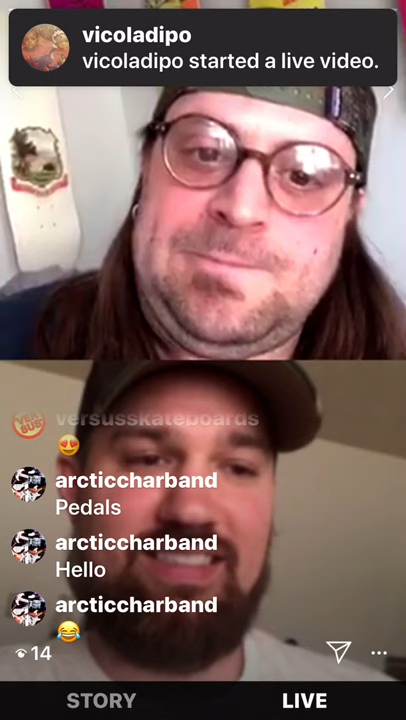 vicoladipo
vicoladipo started a live video.
versusskateboards
😍
arcticcharband
Pedals
arcticcharband
Hello
arcticcharband
😂
14
STORY
LIVE